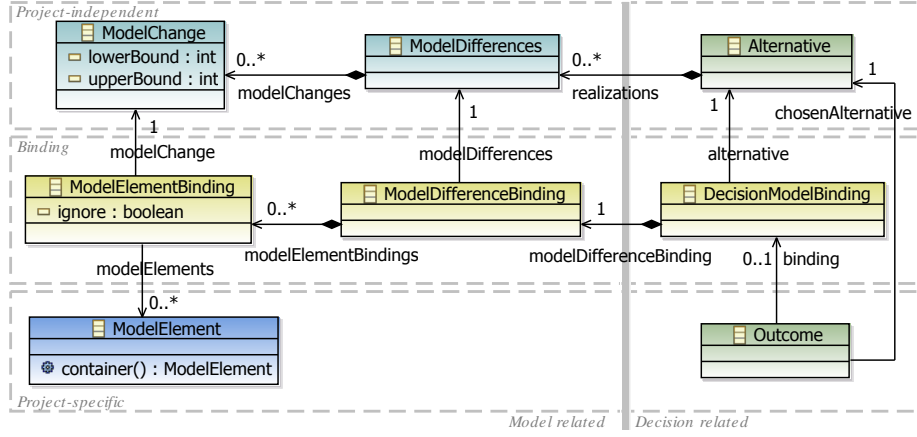 Project-independent
ModelChange
lowerBound : int
upperBound : int
0..*
modelChanges
ModelDifferences
0..*
realizations
Alternative
1
chosenAlternative
1
modelChange
1
modelDifferences
1
alternative
Binding
ModelElementBinding
ignore : boolean
0..*
modelElementBindings
ModelDifferenceBinding
1
modelDifferenceBinding
DecisionModelBinding
modelElements
0..*
0..1
binding
ModelElement
container() : ModelElement
Outcome
Project-specific
Model related
Decision related